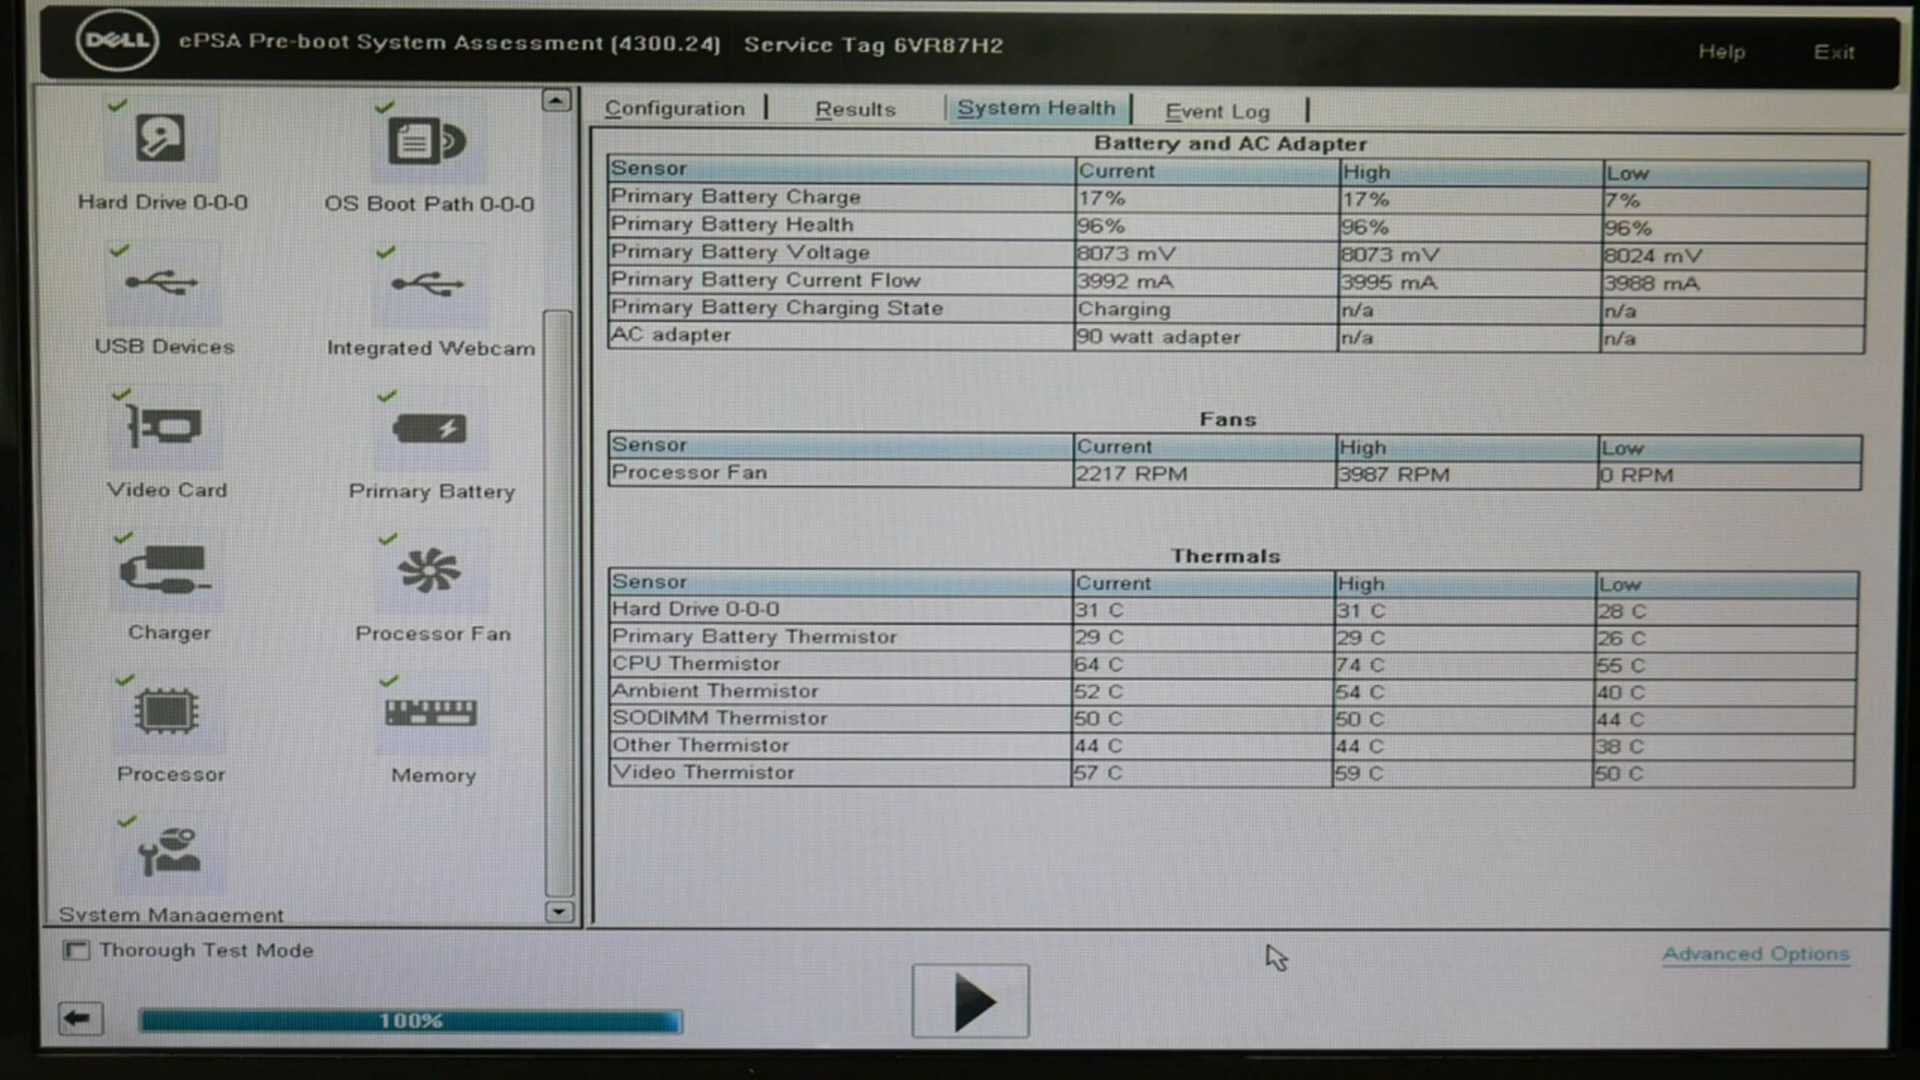 DELL ePSA Pre-boot System Assessment (4300.24) Service Tag 6VR87H2 Help Exit
Hard Drive 0-0-0 OS Boot Path 0-0-0
USB Devices Integrated Webcam
Video Card Primary Battery
Charger Processor Fan
Processor Memory
System Management
Configuration Results System Health Event Log
Battery and AC Adapter
Sensor Current High Low
Primary Battery Charge 17% 17% 7%
Primary Battery Health 96% 96% 96%
Primary Battery Voltage 8073 mV 8073 mV 8024 mV
Primary Battery Current Flow 3992 mA 3995 mA 3988 mA
Primary Battery Charging State Charging n/a n/a
AC adapter 90 watt adapter n/a n/a
Fans
Sensor Current High Low
Processor Fan 2217 RPM 3987 RPM 0 RPM
Thermals
Sensor Current High Low
Hard Drive 0-0-0 31 C 31 C 28 C
Primary Battery Thermistor 29 C 29 C 26 C
CPU Thermistor 64 C 74 C 55 C
Ambient Thermistor 52 C 54 C 40 C
SODIMM Thermistor 50 C 50 C 44 C
Other Thermistor 44 C 44 C 38 C
Video Thermistor 57 C 59 C 50 C
Thorough Test Mode
Advanced Options
100%